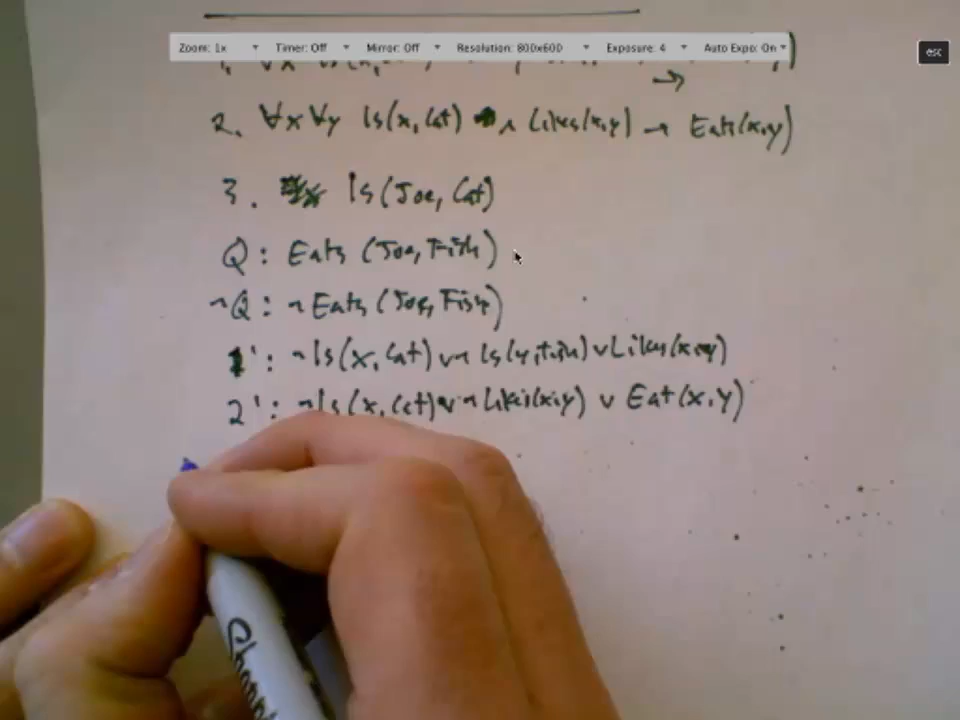 Zoom: 1x Timer: Off Mirror: Off Resolution: 800x600 Exposure: 4 Auto Expo: On
esc
→
2. ∀x ∀y Is(x, Cat) ∧ Likes(x,y) → Eats(x,y)
3. Is(Joe, Cat)
Q: Eats (Joe, Fish)
¬Q: ¬Eats (Joe, Fish)
1': ¬Is(x, Cat) ∨ ¬Is(y, Fish) ∨ Likes(x,y)
2': ¬Is(x, Cat) ∨ ¬Likes(x,y) ∨ Eat(x,y)